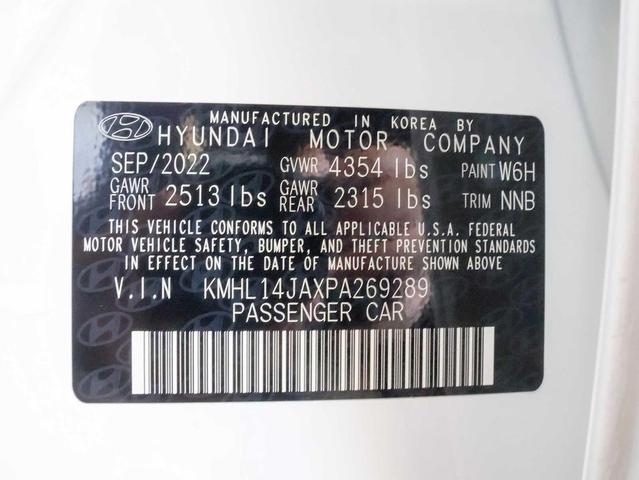 MANUFACTURED IN KOREA BY
HYUNDAI MOTOR COMPANY
SEP/2022 GVWR 4354 lbs PAINT W6H
GAWR FRONT 2513 lbs GAWR REAR 2315 lbs TRIM NNB
THIS VEHICLE CONFORMS TO ALL APPLICABLE U.S.A. FEDERAL
MOTOR VEHICLE SAFETY, BUMPER, AND THEFT PREVENTION STANDARDS
IN EFFECT ON THE DATE OF MANUFACTURE SHOWN ABOVE
V.I.N KMHL14JAXPA269289
PASSENGER CAR